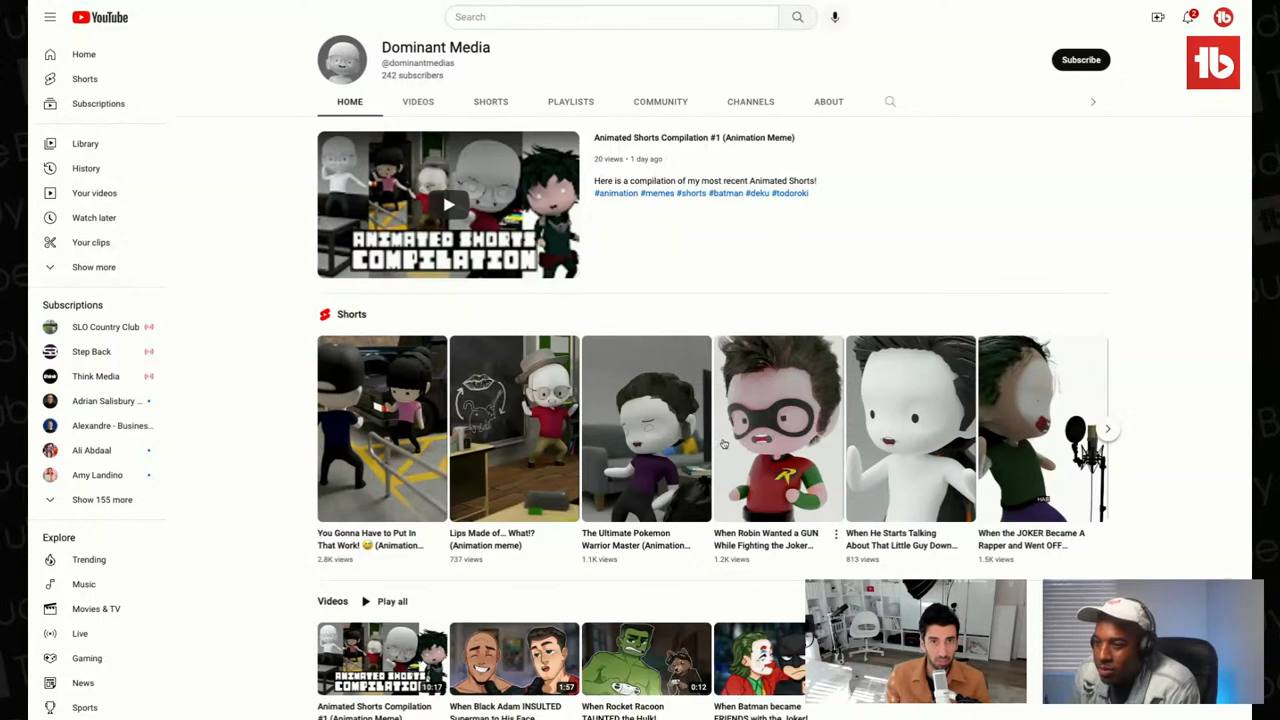 YouTube
Search
2
Home
Shorts
Subscriptions
Library
History
Your videos
Watch later
Your clips
Show more
Subscriptions
SLO Country Club
Step Back
Think Media
Adrian Salisbury ...
Alexandre - Busines...
Ali Abdaal
Amy Landino
Show 155 more
Explore
Trending
Music
Movies & TV
Live
Gaming
News
Sports
Dominant Media
@dominantmedias
242 subscribers
Subscribe
HOME VIDEOS SHORTS PLAYLISTS COMMUNITY CHANNELS ABOUT
ANIMATED SHORTS
COMPILATION
Animated Shorts Compilation #1 (Animation Meme)
20 views • 1 day ago
Here is a compilation of my most recent Animated Shorts!
#animation #memes #shorts #batman #deku #todoroki
Shorts
You Gonna Have to Put In
That Work! 😅 (Animation...
2.8K views
Lips Made of... What!?
(Animation meme)
737 views
The Ultimate Pokemon
Warrior Master (Animation...
1.1K views
When Robin Wanted a GUN
While Fighting the Joker...
1.2K views
When He Starts Talking
About That Little Guy Down...
813 views
When the JOKER Became A
Rapper and Went OFF...
1.5K views
Videos Play all
ANIMATED SHORTS
COMPILATION
10:17
Animated Shorts Compilation
#1 (Animation Meme)
1:57
When Black Adam INSULTED
Superman to His Face
0:12
When Rocket Racoon
TAUNTED the Hulk!
When Batman became
FRIENDS with the Joker!